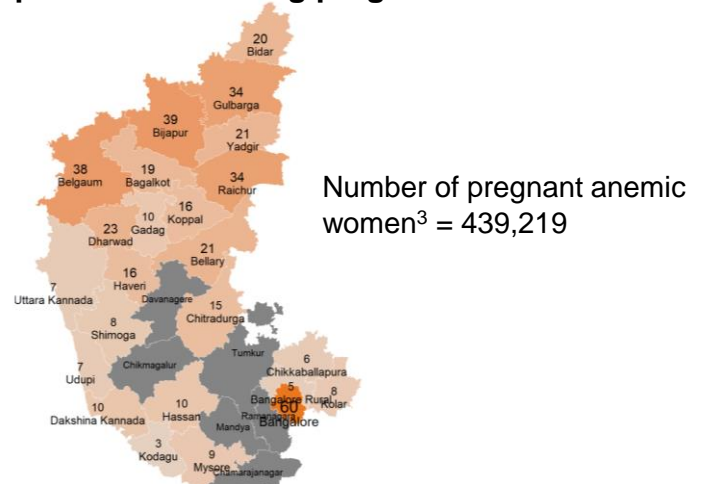 20
Bidar
34
Gulbarga
39
Bijapur
21
Yadgir
38
Belgaum
19
Bagalkot
34
Raichur
16
Koppal
10
Gadag
23
Dharwad
21
Bellary
16
Haveri
7
Uttara Kannada
Davanagere
15
Chitradurga
8
Shimoga
Chikmagalur
Tumkur
6
Chikkaballapura
7
Udupi
5
Bangalore Rural
8
Kolar
10
Dakshina Kannada
10
Hassan
Ramanagara
60
Bangalore
Mandya
3
Kodagu
9
Mysore
Chamarajanagar
Number of pregnant anemic
women³ = 439,219